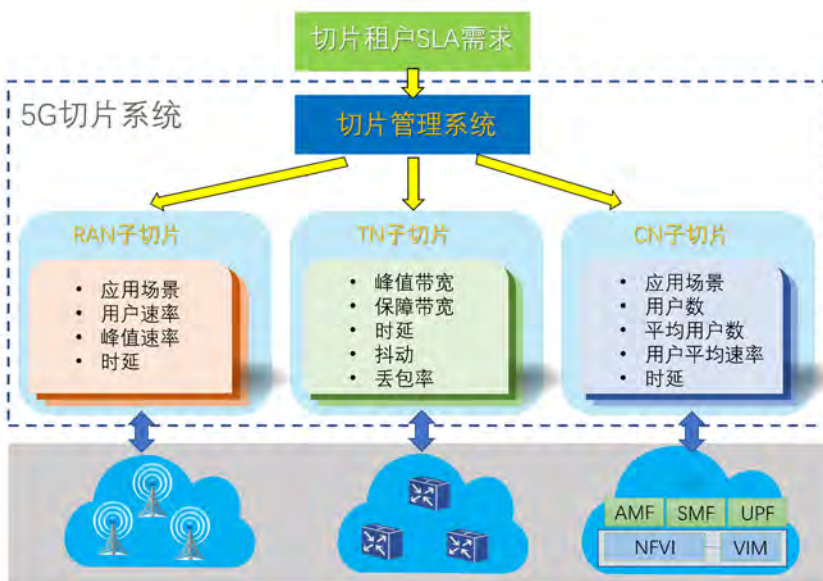 切片租户SLA需求
5G切片系统
切片管理系统
RAN子切片
• 应用场景
• 用户速率
• 峰值速率
• 时延
TN子切片
• 峰值带宽
• 保障带宽
• 时延
• 抖动
• 丢包率
CN子切片
• 应用场景
• 用户数
• 平均用户数
• 用户平均速率
• 时延
AMF SMF UPF
NFVI VIM